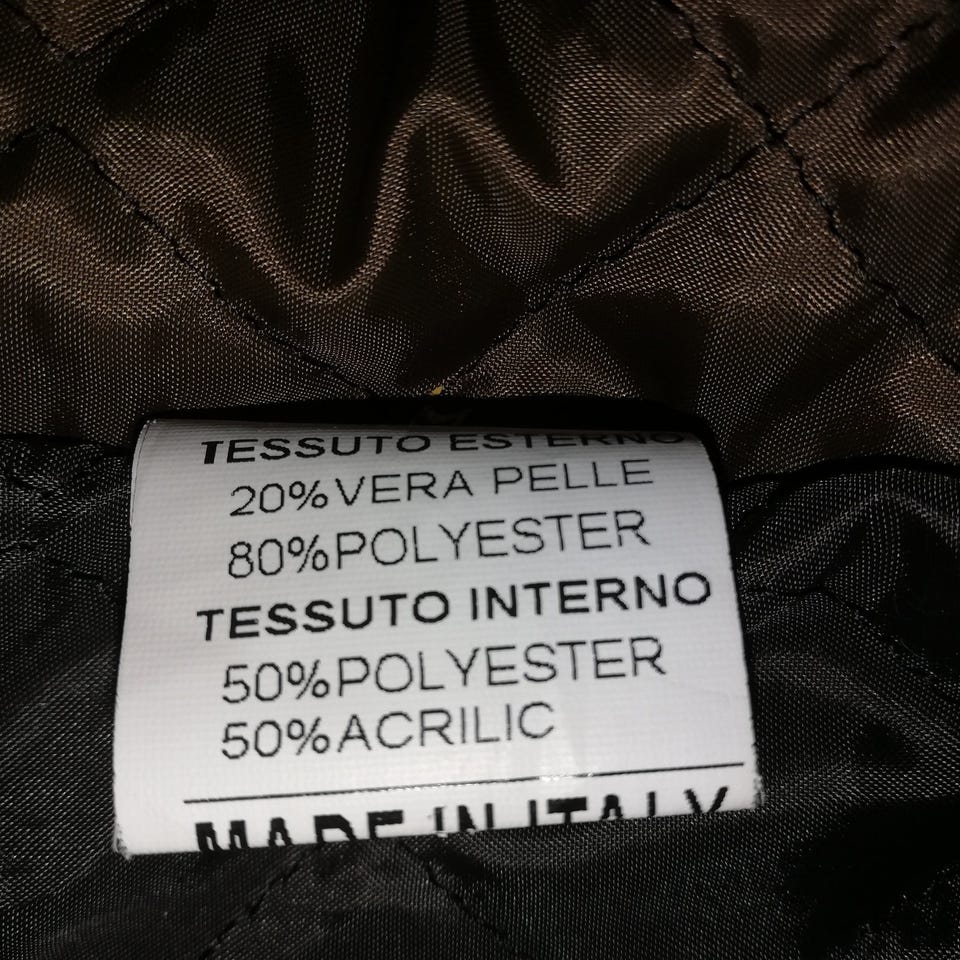 TESSUTO ESTERNO
20%VERA PELLE
80%POLYESTER
TESSUTO INTERNO
50%POLYESTER
50%ACRILIC
MADE IN ITALY